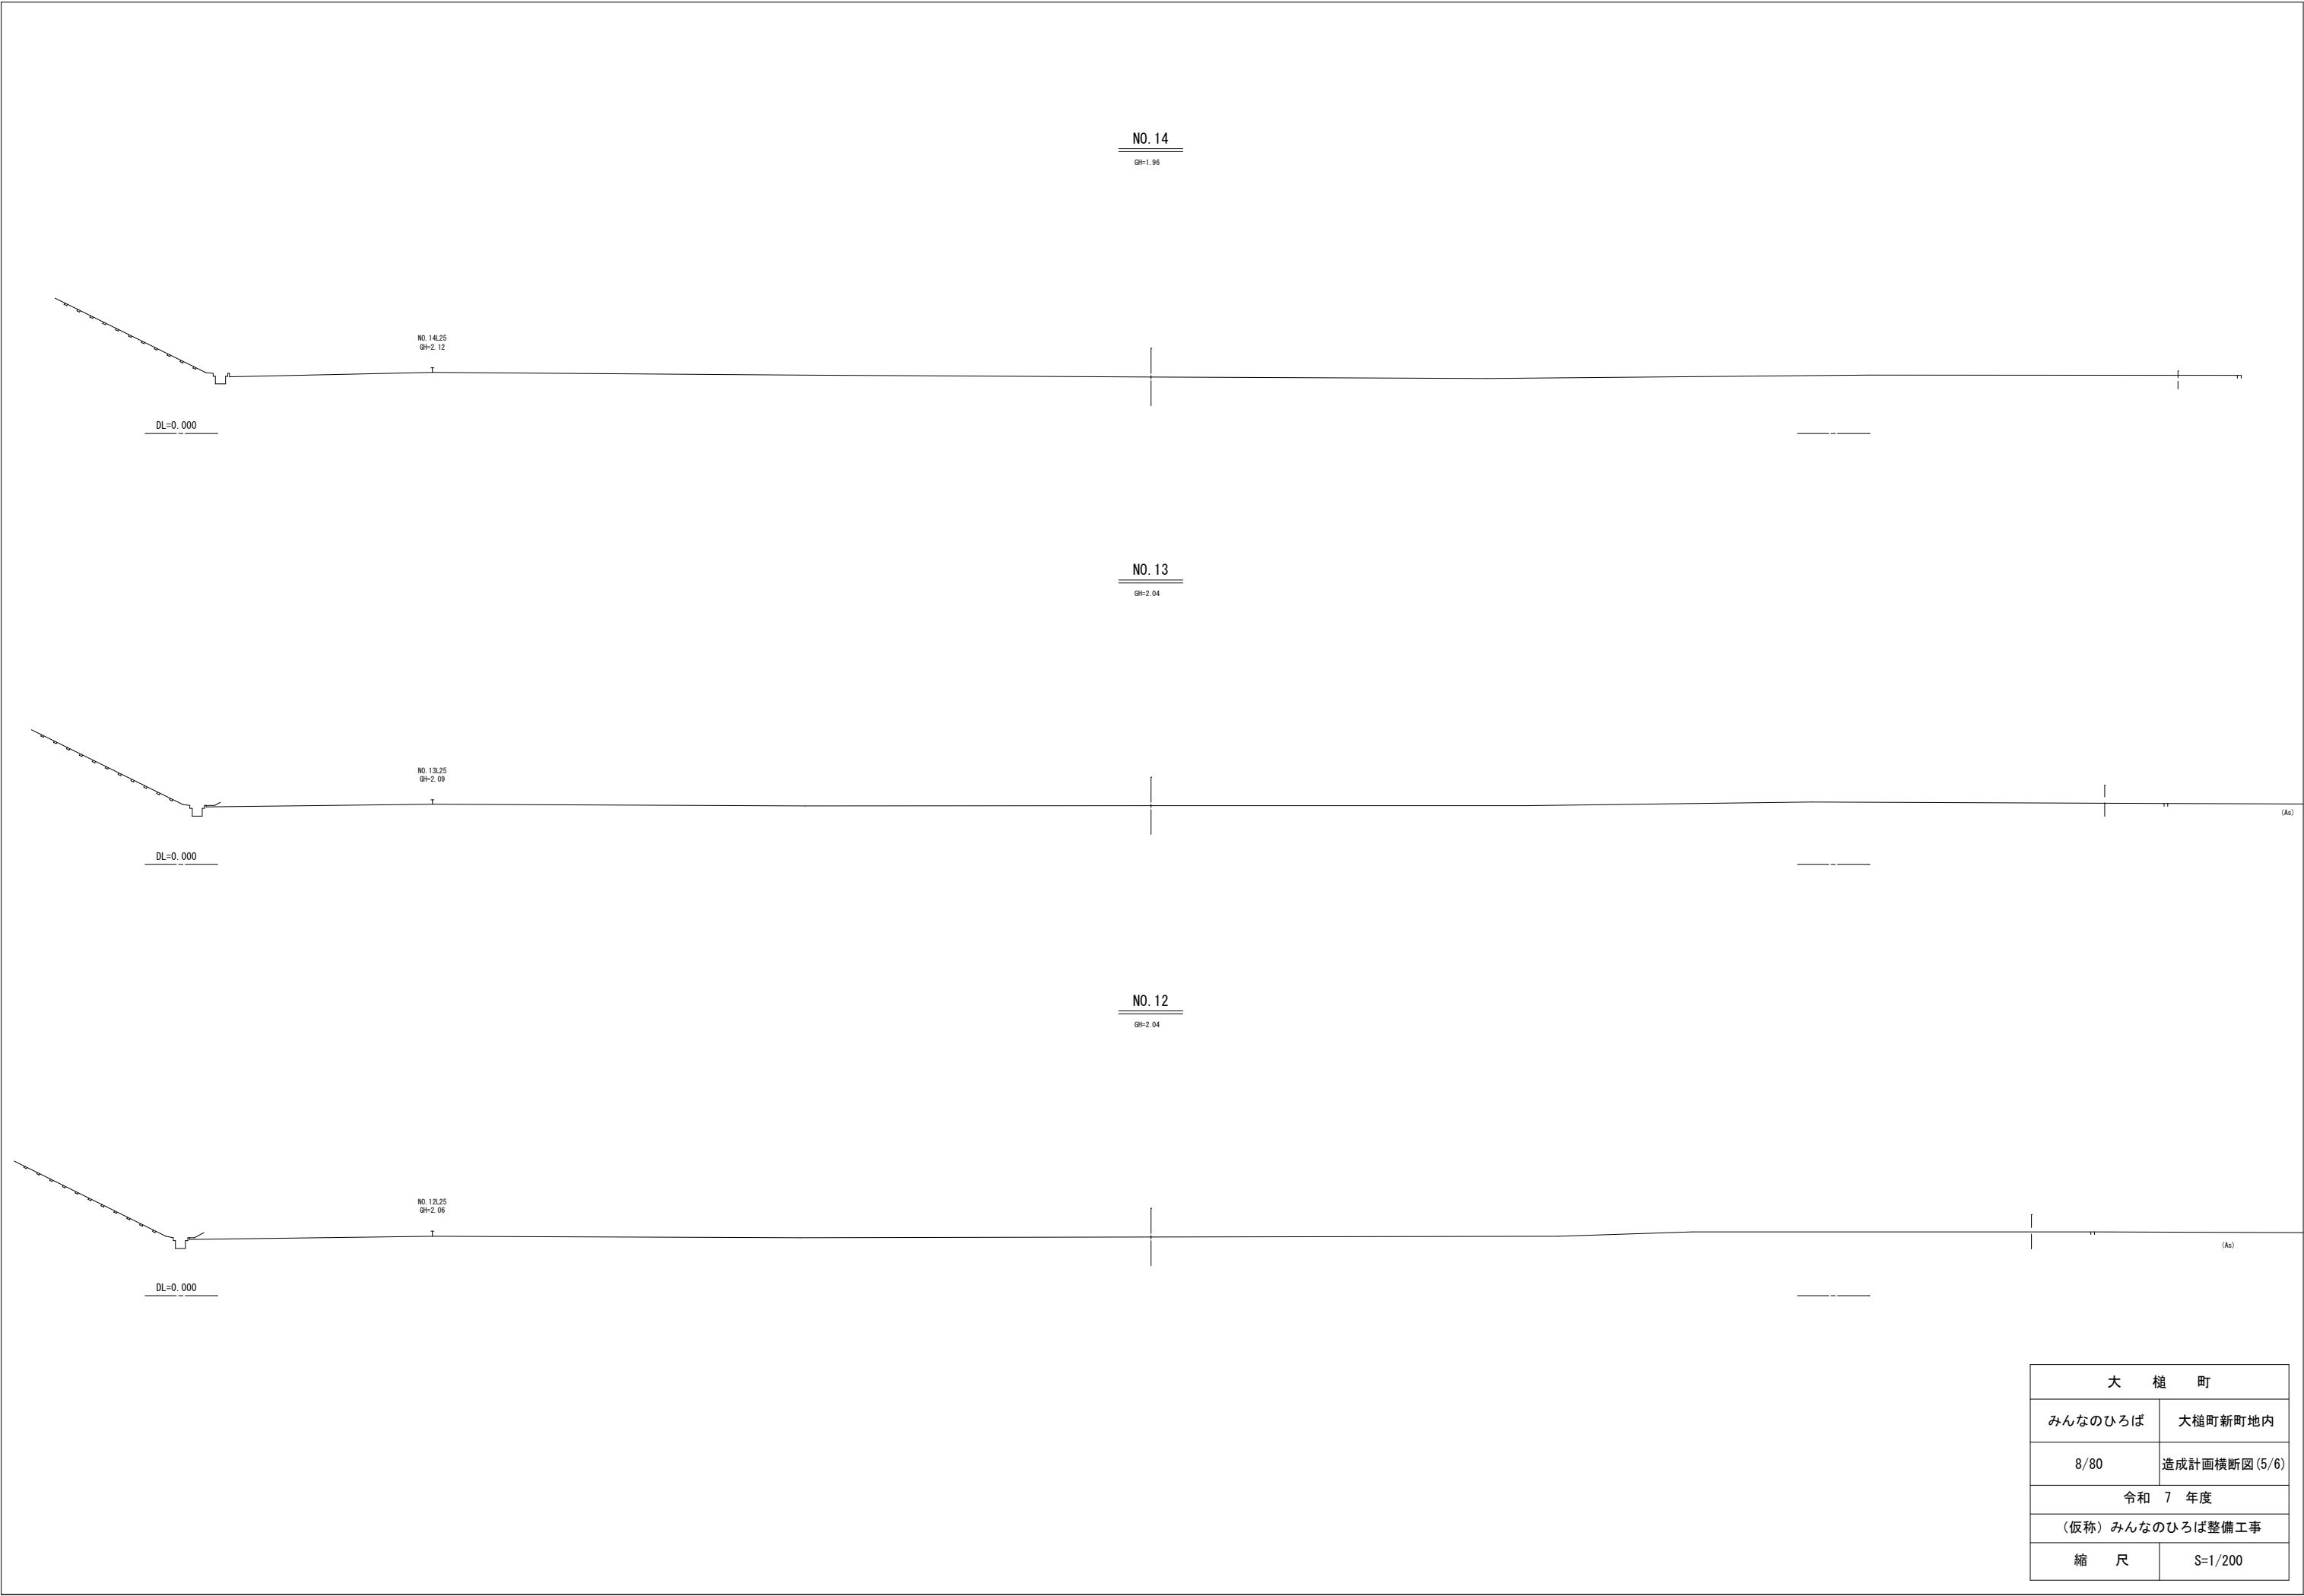 NO.14
GH=1.96
NO.14L25
GH=2.12
DL=0.000
NO.13
GH=2.04
NO.13L25
GH=2.09
(As)
DL=0.000
NO.12
GH=2.04
NO.12L25
GH=2.06
(As)
DL=0.000
大　槌　町
みんなのひろば　大槌町新町地内
8/80　造成計画横断図(5/6)
令和　7　年度
（仮称）みんなのひろば整備工事
縮　尺　S=1/200